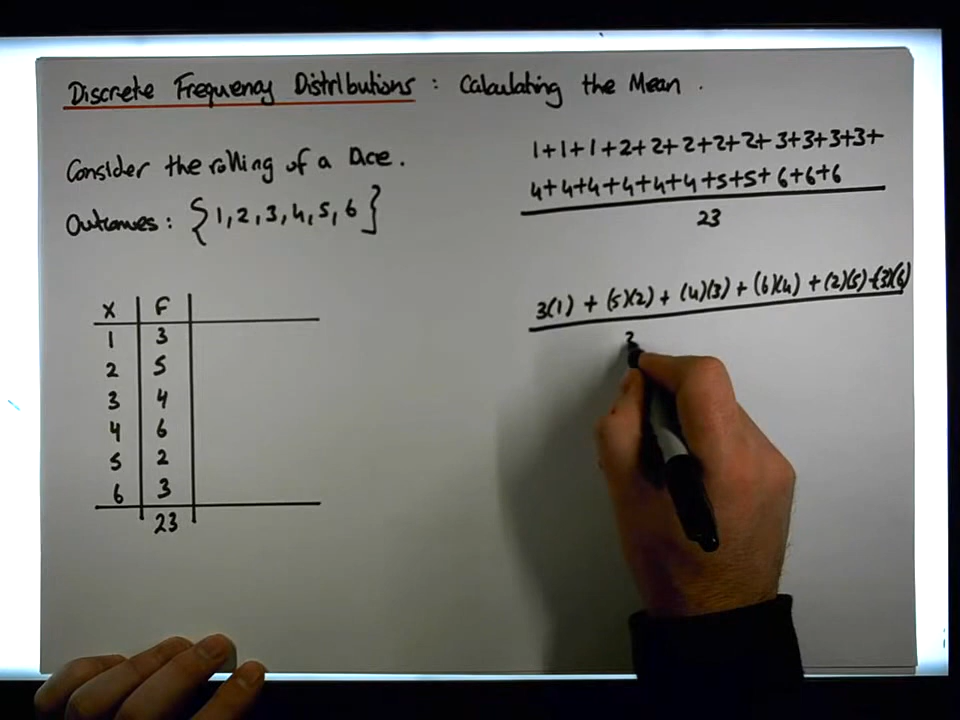 Discrete Frequency Distributions : Calculating the Mean .
Consider the rolling of a Dice .
Outcomes : {1, 2, 3, 4, 5, 6}
X F
1 3
2 5
3 4
4 6
5 2
6 3
23
1+1+1+2+2+2+2+2+3+3+3+3+
4+4+4+4+4+4+5+5+6+6+6
23
3(1) + (5)(2) + (4)(3) + (6)(4) + (2)(5)+(3)(6)
2